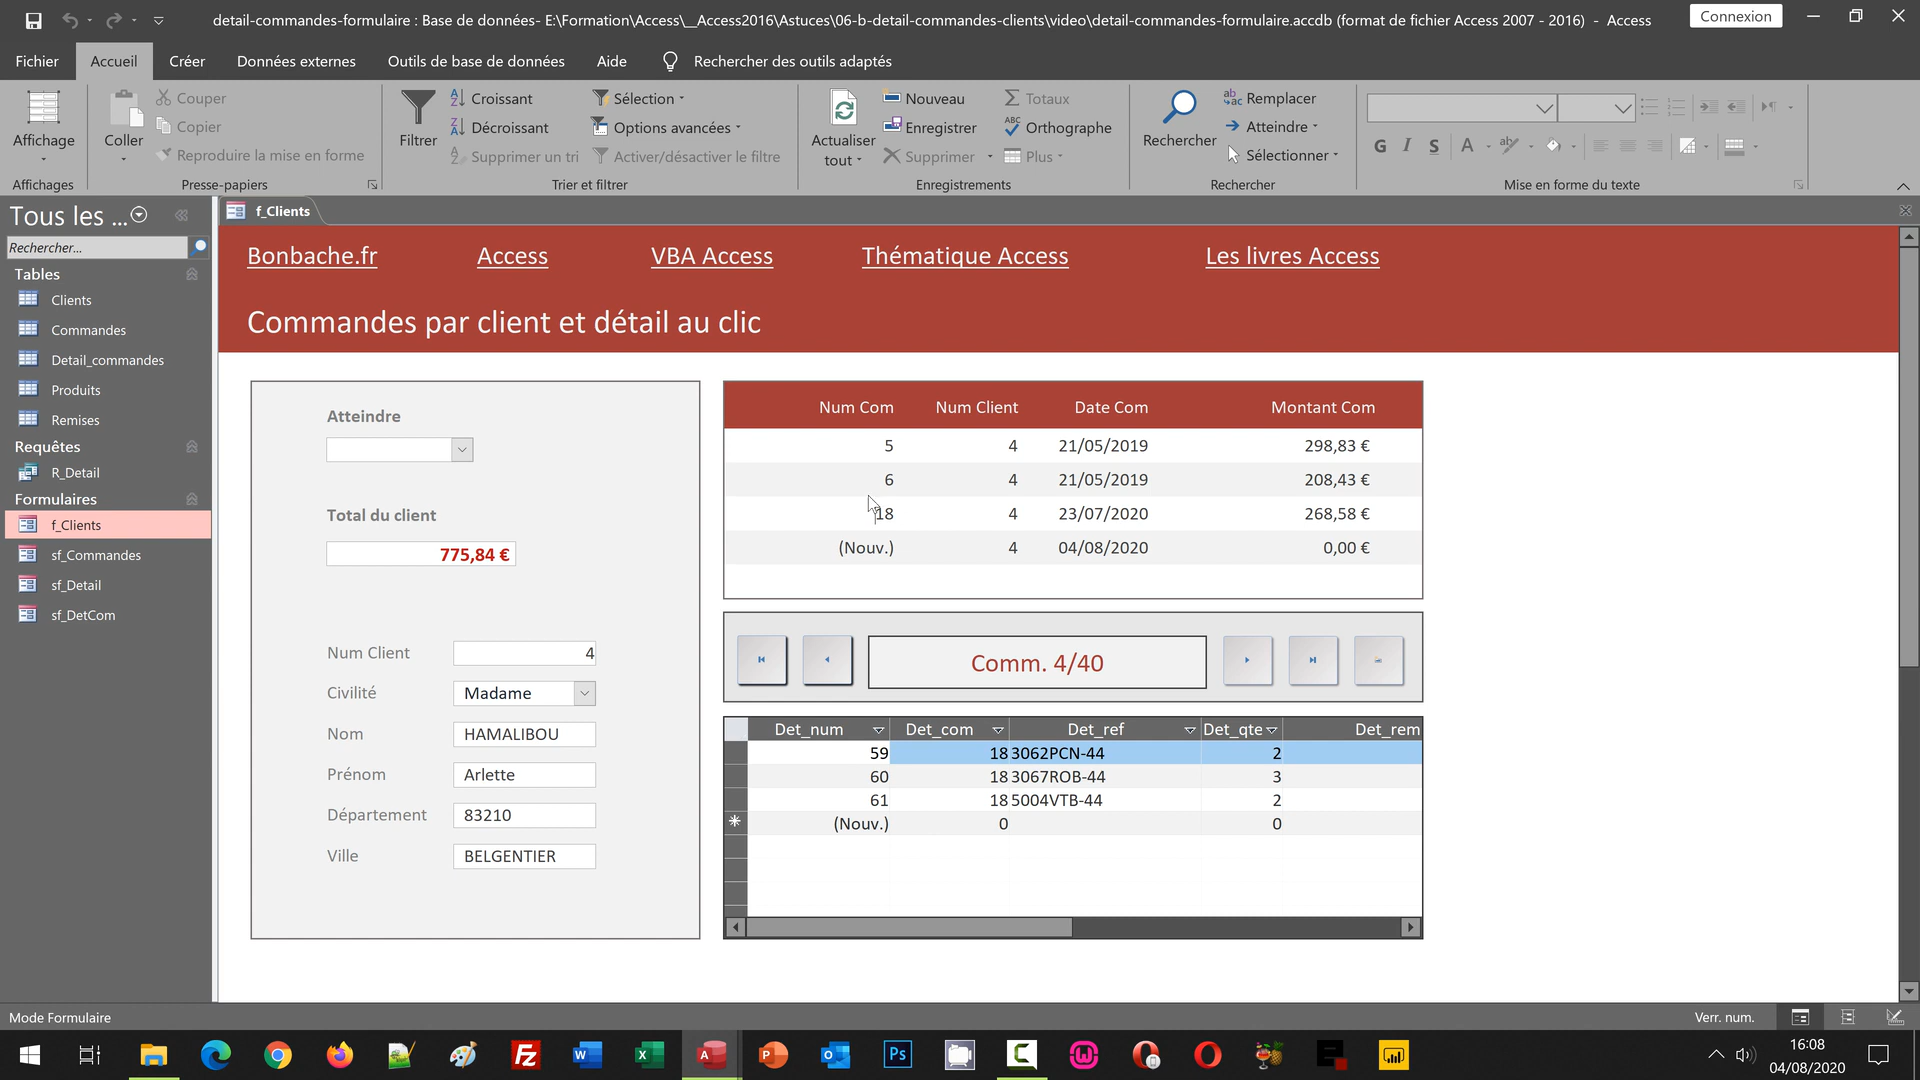 detail-commandes-formulaire : Base de données- E:\Formation\Access\__Access2016\Astuces\06-b-detail-commandes-clients\video\detail-commandes-formulaire.accdb (format de fichier Access 2007 - 2016) - Access
Connexion
Fichier Accueil Créer Données externes Outils de base de données Aide Rechercher des outils adaptés
Affichage
Coller
Couper
Copier
Reproduire la mise en forme
Filtrer
Croissant
Décroissant
Supprimer un tri
Sélection
Options avancées
Activer/désactiver le filtre
Actualiser
tout
Nouveau
Enregistrer
Supprimer
Totaux
Orthographe
Plus
Rechercher
Remplacer
Atteindre
Sélectionner
G I S A
Affichages Presse-papiers Trier et filtrer Enregistrements Rechercher Mise en forme du texte
Tous les ...
Rechercher...
Tables
Clients
Commandes
Detail_commandes
Produits
Remises
Requêtes
R_Detail
Formulaires
f_Clients
sf_Commandes
sf_Detail
sf_DetCom
f_Clients
Bonbache.fr Access VBA Access Thématique Access Les livres Access
Commandes par client et détail au clic
Atteindre
Total du client
775,84 €
Num Client 4
Civilité Madame
Nom HAMALIBOU
Prénom Arlette
Département 83210
Ville BELGENTIER
Num Com Num Client Date Com Montant Com
5 4 21/05/2019 298,83 €
6 4 21/05/2019 208,43 €
18 4 23/07/2020 268,58 €
(Nouv.) 4 04/08/2020 0,00 €
Comm. 4/40
Det_num Det_com Det_ref Det_qte Det_rem
59 18 3062PCN-44 2
60 18 3067ROB-44 3
61 18 5004VTB-44 2
(Nouv.) 0 0
Mode Formulaire
Verr. num.
16:08
04/08/2020